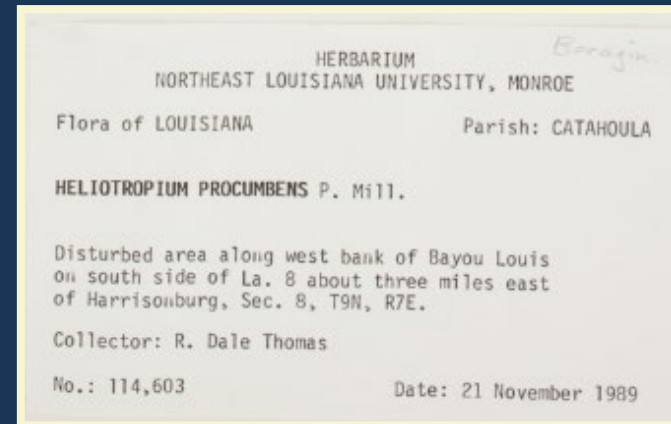 Boragin.
HERBARIUM
NORTHEAST LOUISIANA UNIVERSITY, MONROE
Flora of LOUISIANA Parish: CATAHOULA
HELIOTROPIUM PROCUMBENS P. Mill.
Disturbed area along west bank of Bayou Louis
on south side of La. 8 about three miles east
of Harrisonburg, Sec. 8, T9N, R7E.
Collector: R. Dale Thomas
No.: 114,603 Date: 21 November 1989